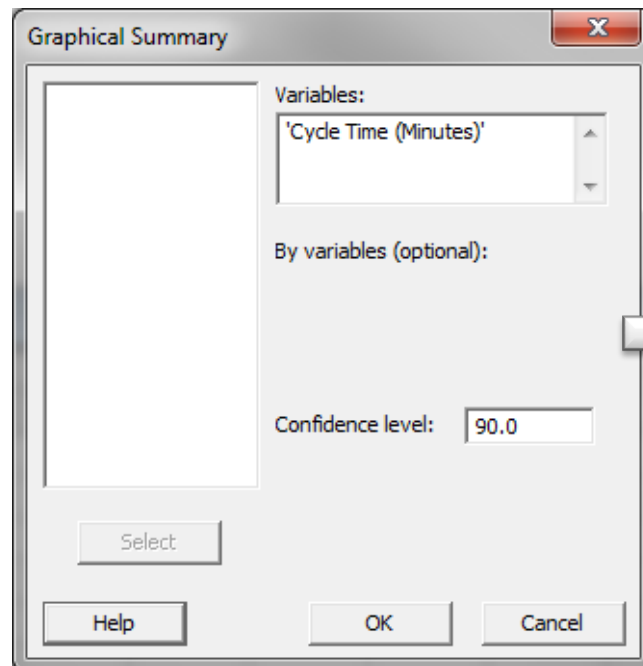 Graphical Summary
Variables:
'Cycle Time (Minutes)'
By variables (optional):
Confidence level: 90.0
Select
Help OK Cancel